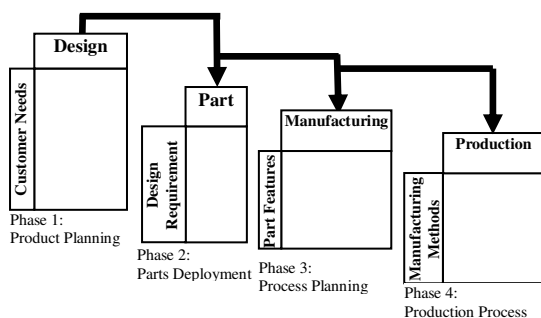 Design
Customer Needs
Phase 1:
Product Planning
Part
Design
Requirement
Phase 2:
Parts Deployment
Manufacturing
Part Features
Phase 3:
Process Planning
Production
Manufacturing
Methods
Phase 4:
Production Process